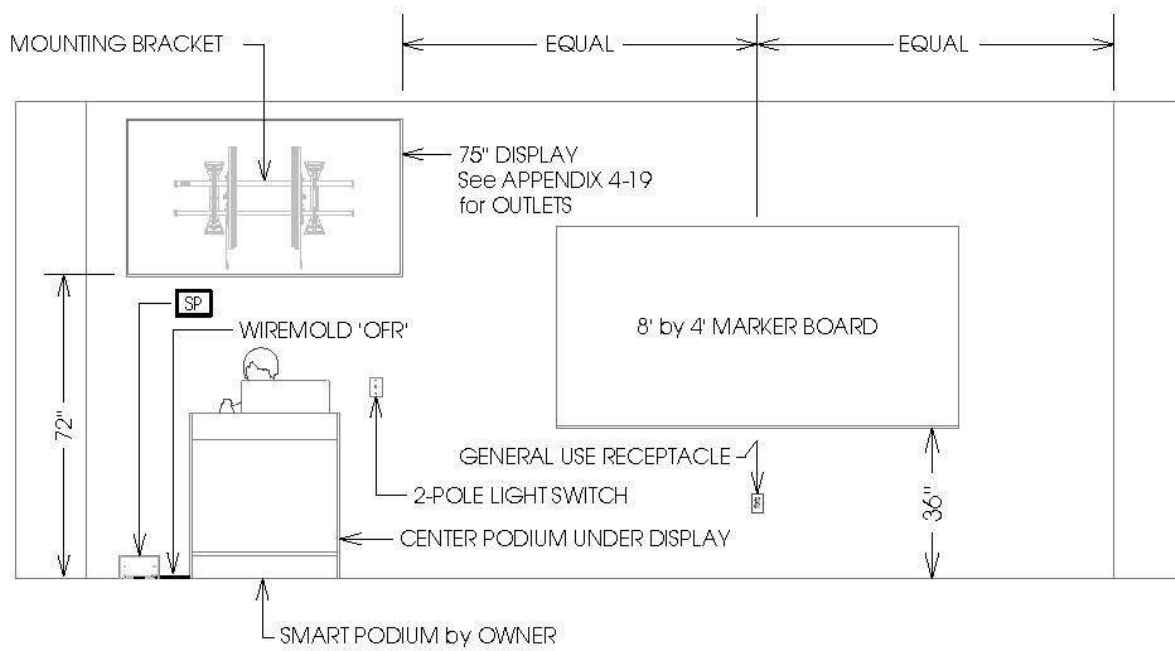 MOUNTING BRACKET
EQUAL
EQUAL
75" DISPLAY
See APPENDIX 4-19
for OUTLETS
SP
WIREMOLD 'OFR'
8' by 4' MARKER BOARD
72"
GENERAL USE RECEPTACLE
2-POLE LIGHT SWITCH
36"
CENTER PODIUM UNDER DISPLAY
SMART PODIUM by OWNER